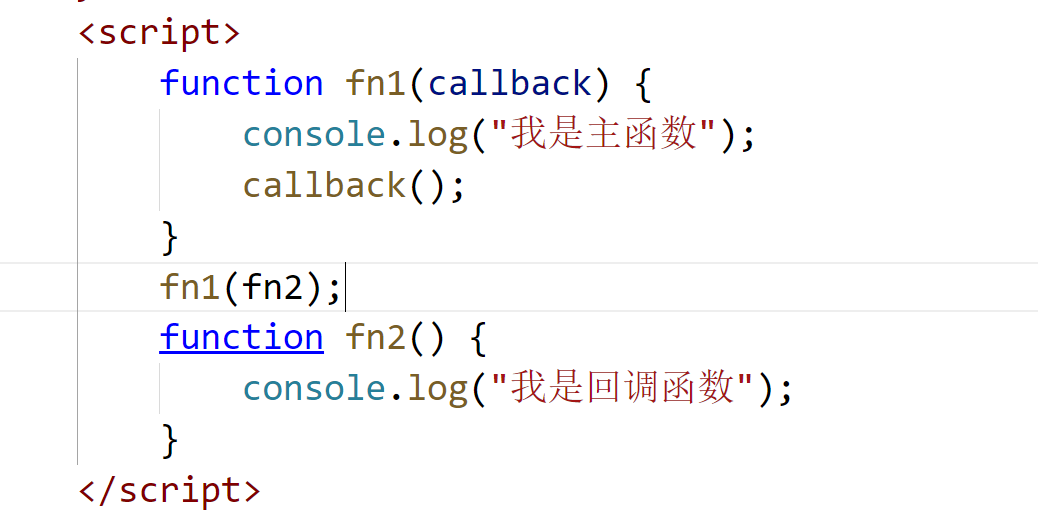 <script>
function fn1(callback) {
console.log("我是主函数");
callback();
}
fn1(fn2);
function fn2() {
console.log("我是回调函数");
}
</script>